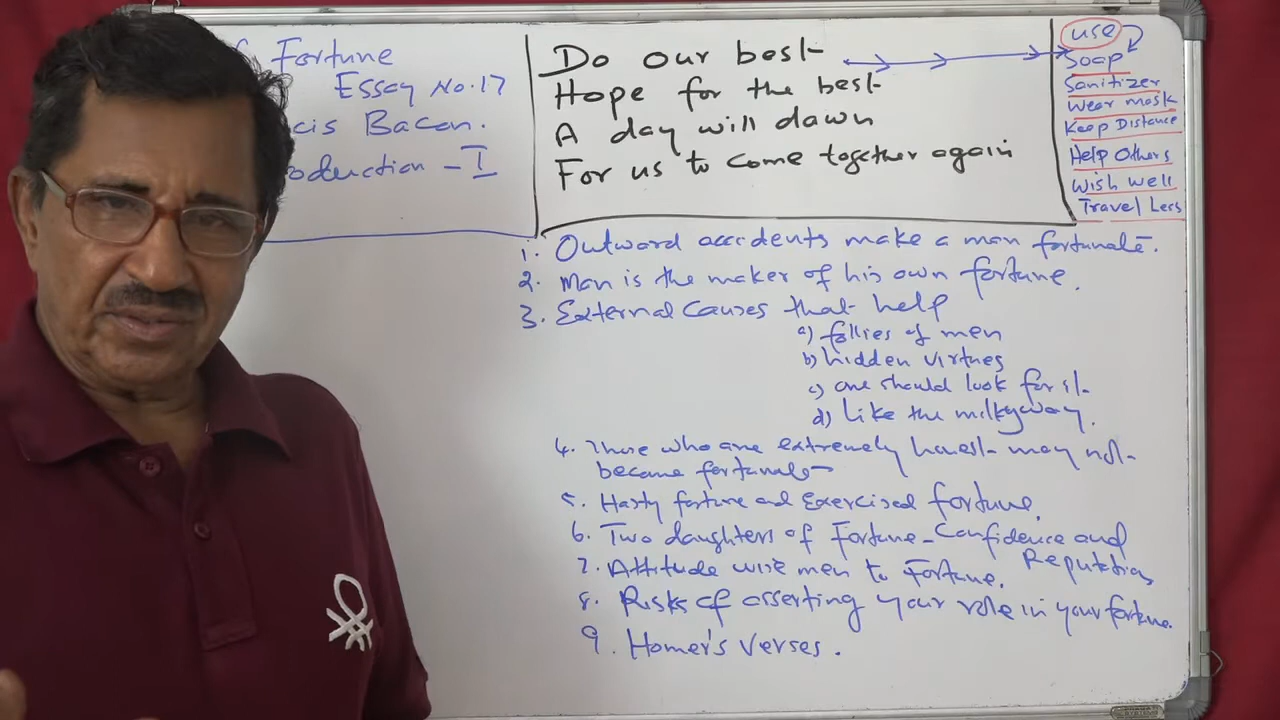 Fortune
Essay No.17
cis Bacon.
oduction - I
Do our best
Hope for the best
A day will dawn
For us to come together again
use
Soap
Sanitizer
Wear mask
Keep Distance
Help Others
Wish well
Travel Less
1. Outward accidents make a man fortunate.
2. Man is the maker of his own fortune.
3. External causes that help
a) follies of men
b) hidden virtues
c) one should look for it
d) Like the milkyway.
4. Those who are extremely honest may not
become fortunate
5. Hasty fortune and Exercised fortune.
6. Two daughters of Fortune - Confidence and
Reputation
7. Attitude wise men to Fortune.
8. Risks of asserting your role in your fortune.
9. Homer's verses.